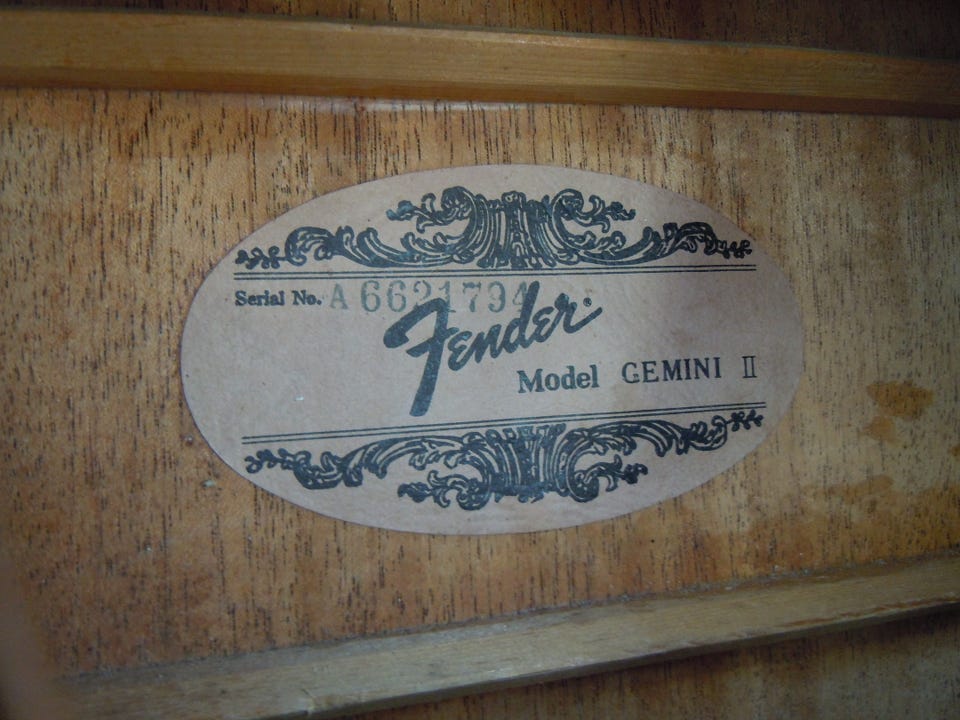 Serial No. A 6621794
Fender
Model GEMINI II